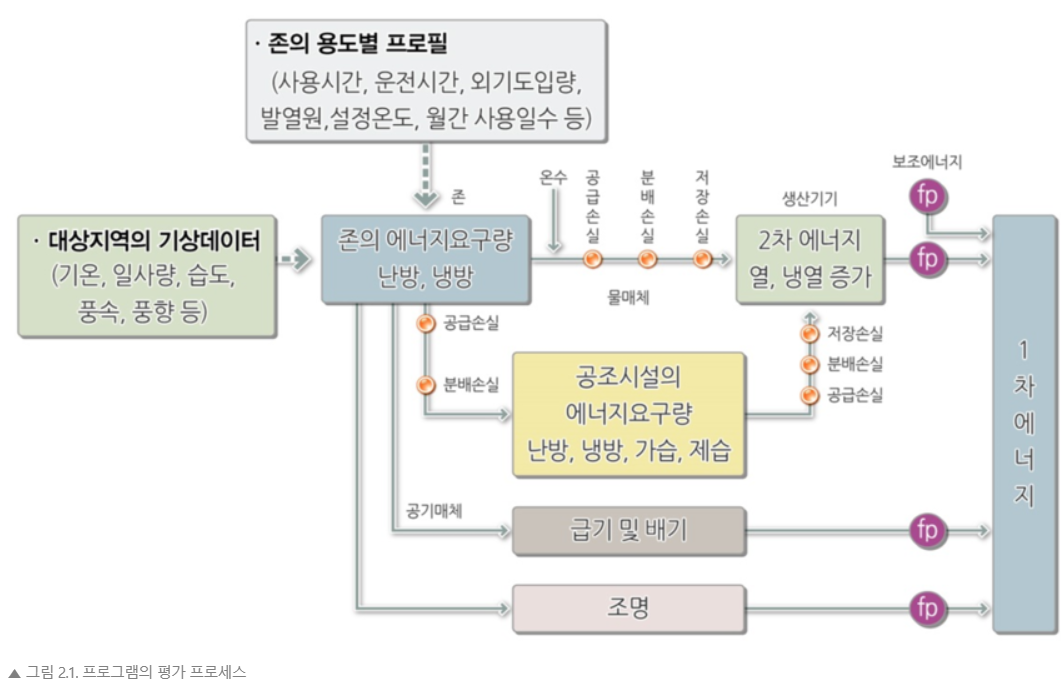 · 존의 용도별 프로필
(사용시간, 운전시간, 외기도입량,
발열원,설정온도, 월간 사용일수 등)
보조에너지
fp
존
온수
공급손실
분배손실
저장손실
생산기기
· 대상지역의 기상데이터
(기온, 일사량, 습도,
풍속, 풍향 등)
존의 에너지요구량
난방, 냉방
2차 에너지
열, 냉열 증가
fp
물매체
공급손실
분배손실
저장손실
분배손실
공급손실
공조시설의
에너지요구량
난방, 냉방, 가습, 제습
1차에너지
공기매체
급기 및 배기
fp
조명
fp
▲ 그림 2.1. 프로그램의 평가 프로세스